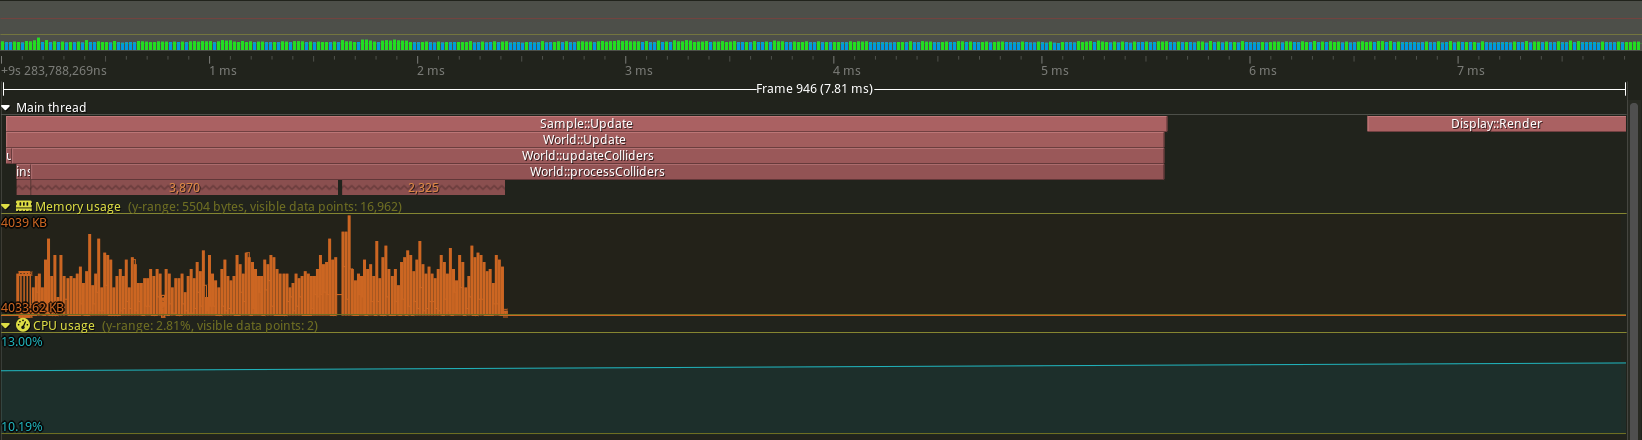 +9s 283,788,269ns 1 ms 2 ms 3 ms 4 ms 5 ms 6 ms 7 ms
Frame 946 (7.81 ms)
Main thread
Sample::Update Display::Render
World::Update
u World::updateColliders
ins World::processColliders
3,870 2,325
Memory usage (y-range: 5504 bytes, visible data points: 16,962)
4039 KB
4033.62 KB
CPU usage (y-range: 2.81%, visible data points: 2)
13.00%
10.19%